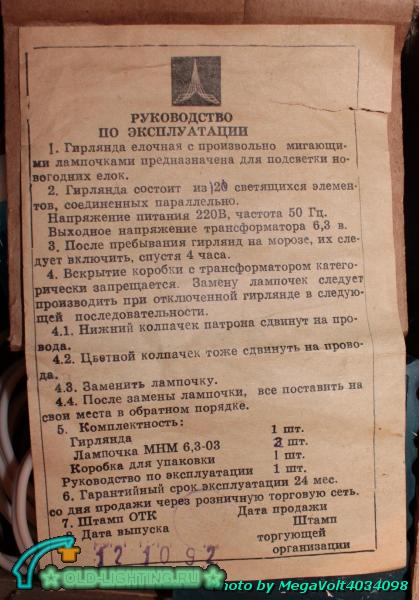 РУКОВОДСТВО
ПО ЭКСПЛУАТАЦИИ
1. Гирлянда елочная с произвольно мигающи-
ми лампочками предназначена для подсветки но-
вогодних елок.
2. Гирлянда состоит из 20 светящихся элемен-
тов, соединенных параллельно.
Напряжение питания 220В, частота 50 Гц.
Выходное напряжение трансформатора 6,3 в.
3. После пребывания гирлянд на морозе, их сле-
дует включить, спустя 4 часа.
4. Вскрытие коробки с трансформатором катего-
рически запрещается. Замену лампочек следует
производить при отключенной гирлянде в следую-
щей последовательности.
4.1. Нижний колпачек патрона сдвинут на про-
вода.
4.2. Цветной колпачек тоже сдвинуть на прово-
да.
4.3. Заменить лампочку.
4.4. После замены лампочки, все поставить на
свои места в обратном порядке.
5. Комплектность:
Гирлянда 1 шт.
Лампочка МНМ 6,3-03 2 шт.
Коробка для упаковки 1 шт.
Руководство по эксплуатации 1 шт.
6. Гарантийный срок эксплуатации 24 мес.
со дня продажи через розничную торговую сеть.
7. Штамп ОТК Дата продажи
Дата выпуска Штамп
торгующей
организации
12 10 92
OLD-LIGHTING.RU
Photo by MegaVolt4034098